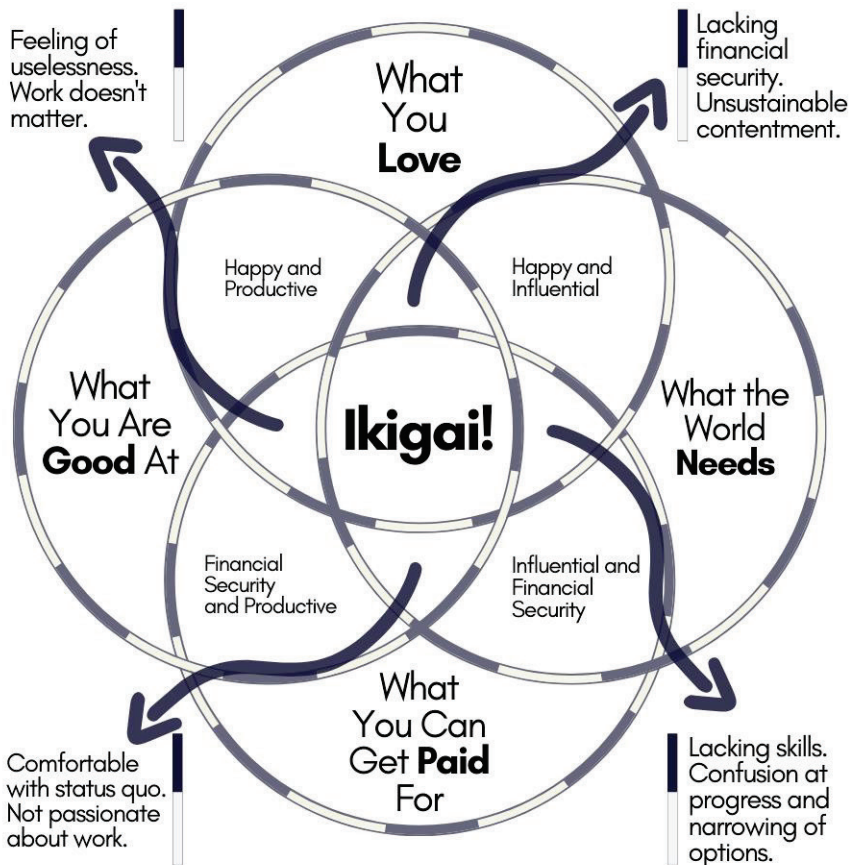 Feeling of
uselessness.
Work doesn't
matter.
What
You
Love
Lacking
financial
security.
Unsustainable
contentment.
Happy and
Productive
Happy and
Influential
What
You Are
Good At
Ikigai!
What the
World
Needs
Financial
Security
and Productive
Influential and
Financial
Security
What
You Can
Get Paid
For
Comfortable
with status quo.
Not passionate
about work.
Lacking skills.
Confusion at
progress and
narrowing of
options.